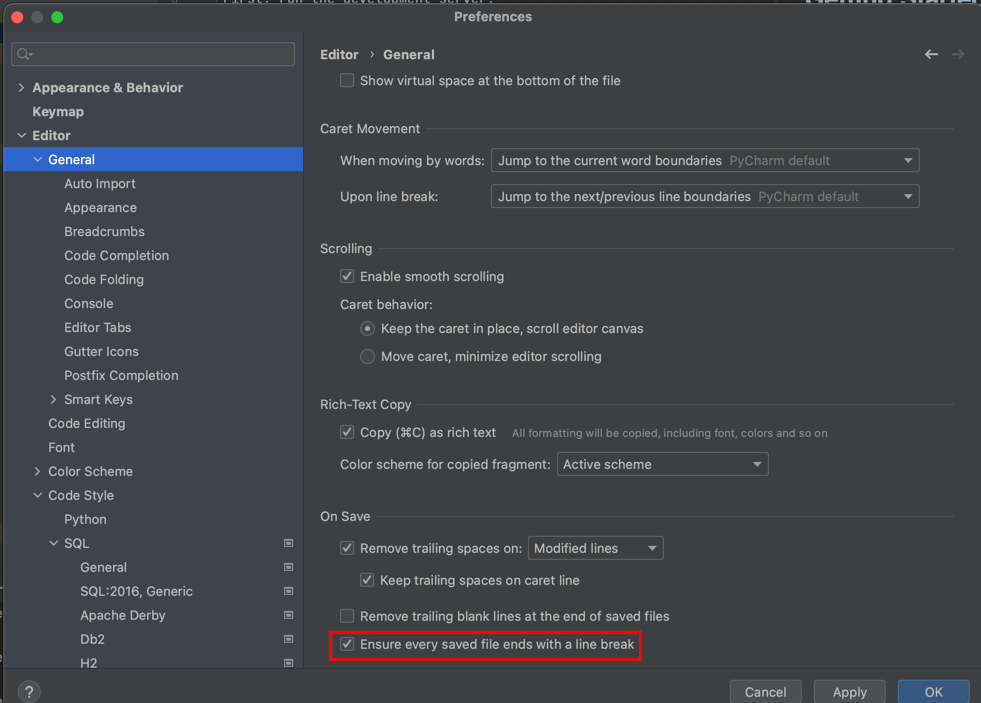 First, run the development server:
Getting Started
Preferences
Appearance & Behavior
Keymap
Editor
General
Auto Import
Appearance
Breadcrumbs
Code Completion
Code Folding
Console
Editor Tabs
Gutter Icons
Postfix Completion
Smart Keys
Code Editing
Font
Color Scheme
Code Style
Python
SQL
General
SQL:2016, Generic
Apache Derby
Db2
H2
?
Editor › General
Show virtual space at the bottom of the file
Caret Movement
When moving by words: Jump to the current word boundaries PyCharm default
Upon line break: Jump to the next/previous line boundaries PyCharm default
Scrolling
Enable smooth scrolling
Caret behavior:
Keep the caret in place, scroll editor canvas
Move caret, minimize editor scrolling
Rich-Text Copy
Copy (⌘C) as rich text All formatting will be copied, including font, colors and so on
Color scheme for copied fragment: Active scheme
On Save
Remove trailing spaces on: Modified lines
Keep trailing spaces on caret line
Remove trailing blank lines at the end of saved files
Ensure every saved file ends with a line break
Cancel Apply OK